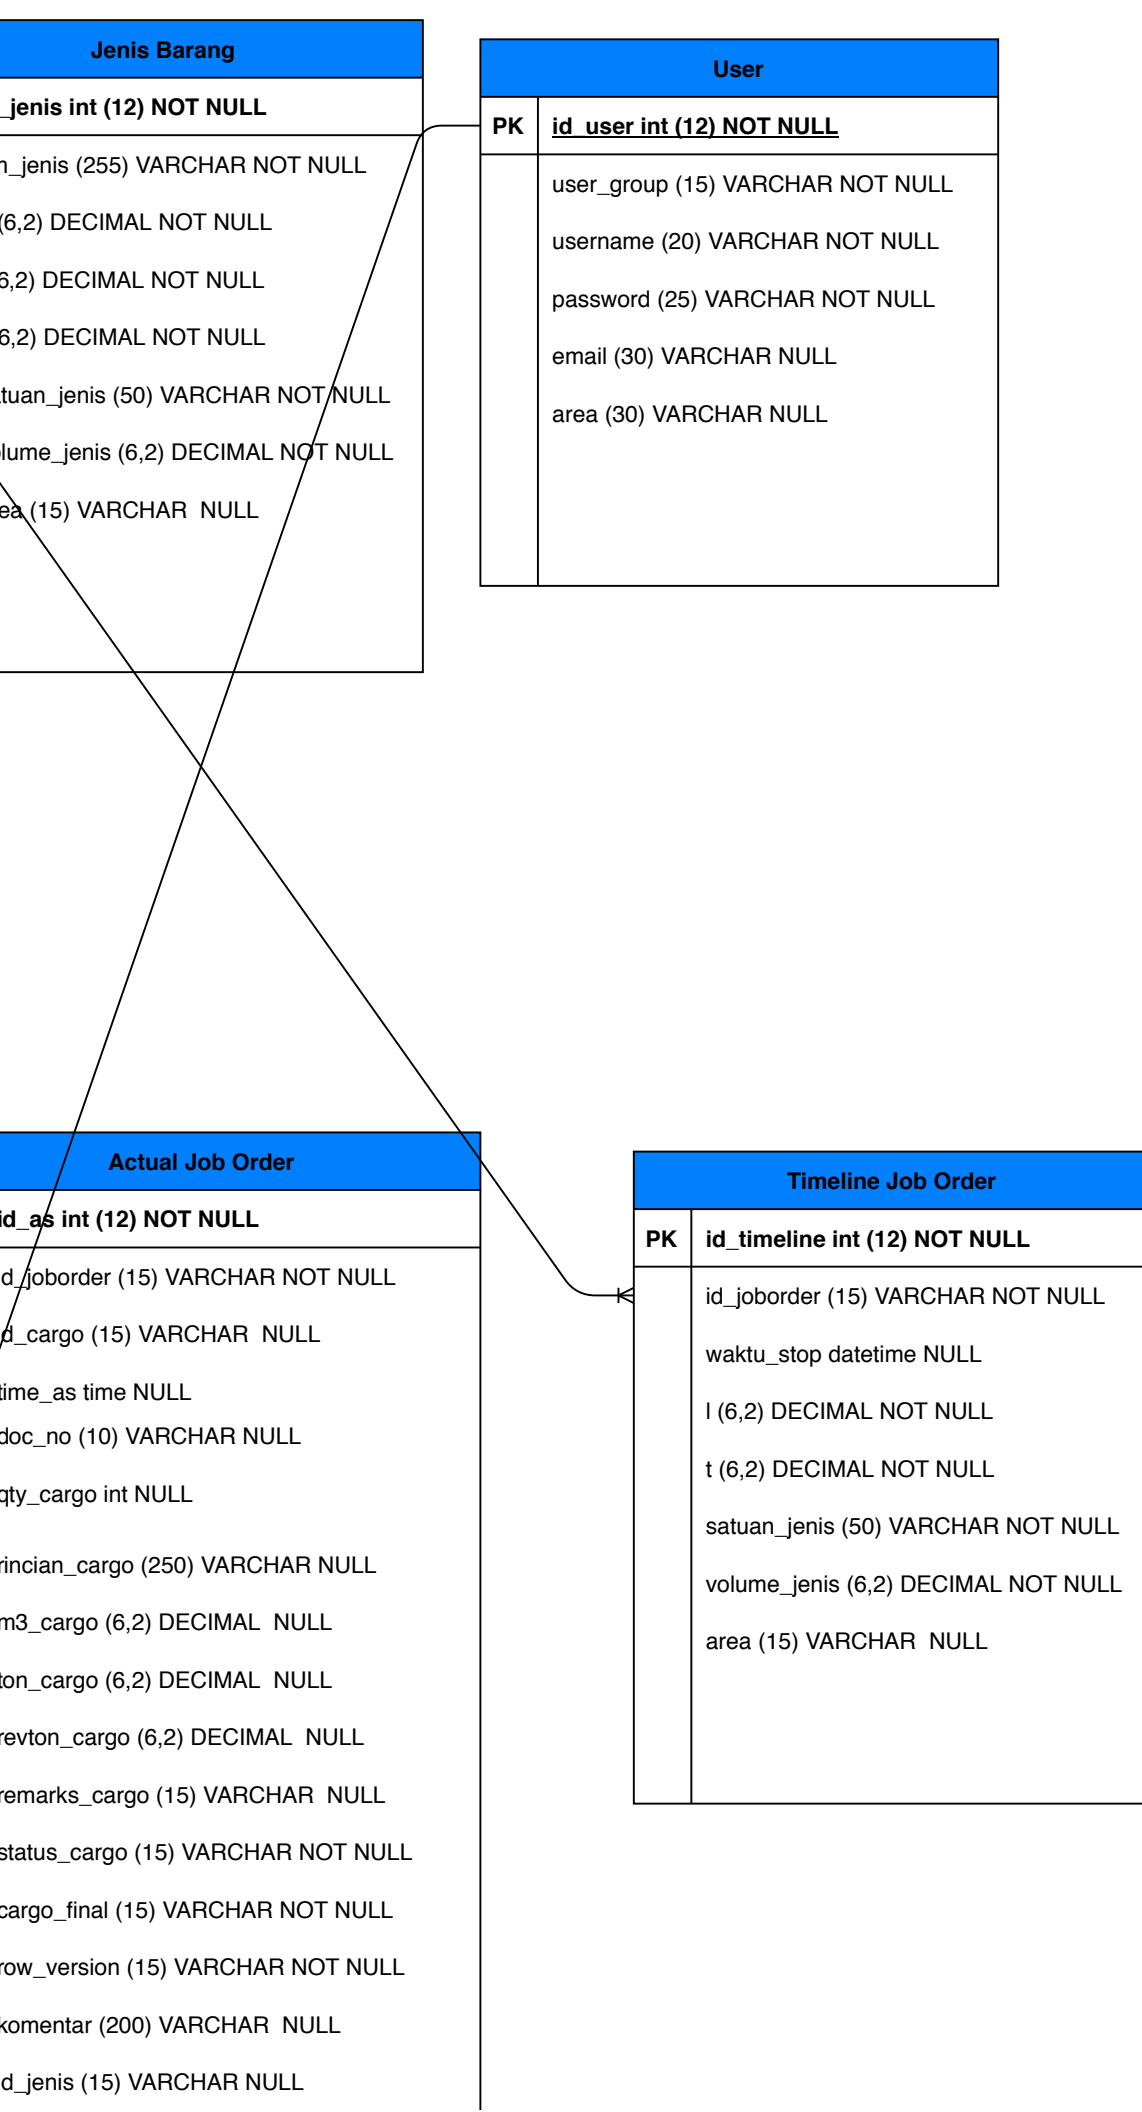 Jenis Barang
_jenis int (12) NOT NULL
_jenis (255) VARCHAR NOT NULL
(6,2) DECIMAL NOT NULL
6,2) DECIMAL NOT NULL
6,2) DECIMAL NOT NULL
tuan_jenis (50) VARCHAR NOT NULL
lume_jenis (6,2) DECIMAL NOT NULL
ea (15) VARCHAR  NULL
User
PK id_user int (12) NOT NULL
user_group (15) VARCHAR NOT NULL
username (20) VARCHAR NOT NULL
password (25) VARCHAR NOT NULL
email (30) VARCHAR NULL
area (30) VARCHAR NULL
Actual Job Order
id_as int (12) NOT NULL
d_joborder (15) VARCHAR NOT NULL
d_cargo (15) VARCHAR  NULL
time_as time NULL
doc_no (10) VARCHAR NULL
qty_cargo int NULL
rincian_cargo (250) VARCHAR NULL
m3_cargo (6,2) DECIMAL  NULL
ton_cargo (6,2) DECIMAL  NULL
revton_cargo (6,2) DECIMAL  NULL
remarks_cargo (15) VARCHAR  NULL
status_cargo (15) VARCHAR NOT NULL
cargo_final (15) VARCHAR NOT NULL
row_version (15) VARCHAR NOT NULL
komentar (200) VARCHAR  NULL
d_jenis (15) VARCHAR NULL
Timeline Job Order
PK id_timeline int (12) NOT NULL
id_joborder (15) VARCHAR NOT NULL
waktu_stop datetime NULL
l (6,2) DECIMAL NOT NULL
t (6,2) DECIMAL NOT NULL
satuan_jenis (50) VARCHAR NOT NULL
volume_jenis (6,2) DECIMAL NOT NULL
area (15) VARCHAR  NULL